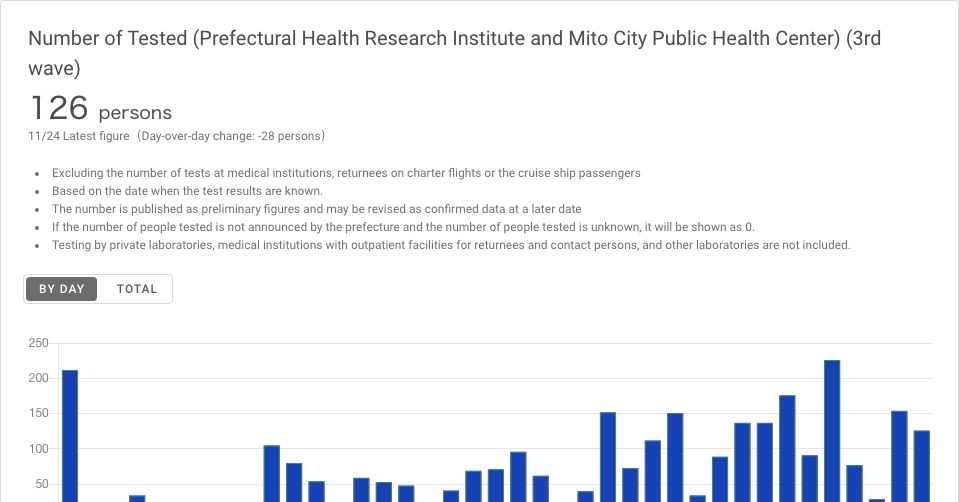 Number of Tested (Prefectural Health Research Institute and Mito City Public Health Center) (3rd
wave)
126 persons
11/24 Latest figure（Day-over-day change: -28 persons）
• Excluding the number of tests at medical institutions, returnees on charter flights or the cruise ship passengers
• Based on the date when the test results are known.
• The number is published as preliminary figures and may be revised as confirmed data at a later date
• If the number of people tested is not announced by the prefecture and the number of people tested is unknown, it will be shown as 0.
• Testing by private laboratories, medical institutions with outpatient facilities for returnees and contact persons, and other laboratories are not included.
BY DAY TOTAL
250
200
150
100
50